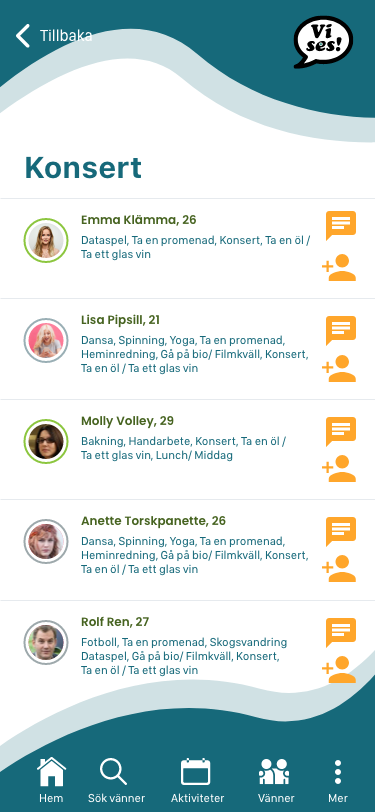 Tillbaka
Vi
ses!
Konsert
Emma Klämma, 26
Dataspel, Ta en promenad, Konsert, Ta en öl /
Ta ett glas vin
Lisa Pipsill, 21
Dansa, Spinning, Yoga, Ta en promenad,
Heminredning, Gå på bio/ Filmkväll, Konsert,
Ta en öl / Ta ett glas vin
Molly Volley, 29
Bakning, Handarbete, Konsert, Ta en öl /
Ta ett glas vin, Lunch/ Middag
Anette Torskpanette, 26
Dansa, Spinning, Yoga, Ta en promenad,
Heminredning, Gå på bio/ Filmkväll, Konsert,
Ta en öl / Ta ett glas vin
Rolf Ren, 27
Fotboll, Ta en promenad, Skogsvandring
Dataspel, Gå på bio/ Filmkväll, Konsert,
Ta en öl / Ta ett glas vin
Hem
Sök vänner
Aktiviteter
Vänner
Mer